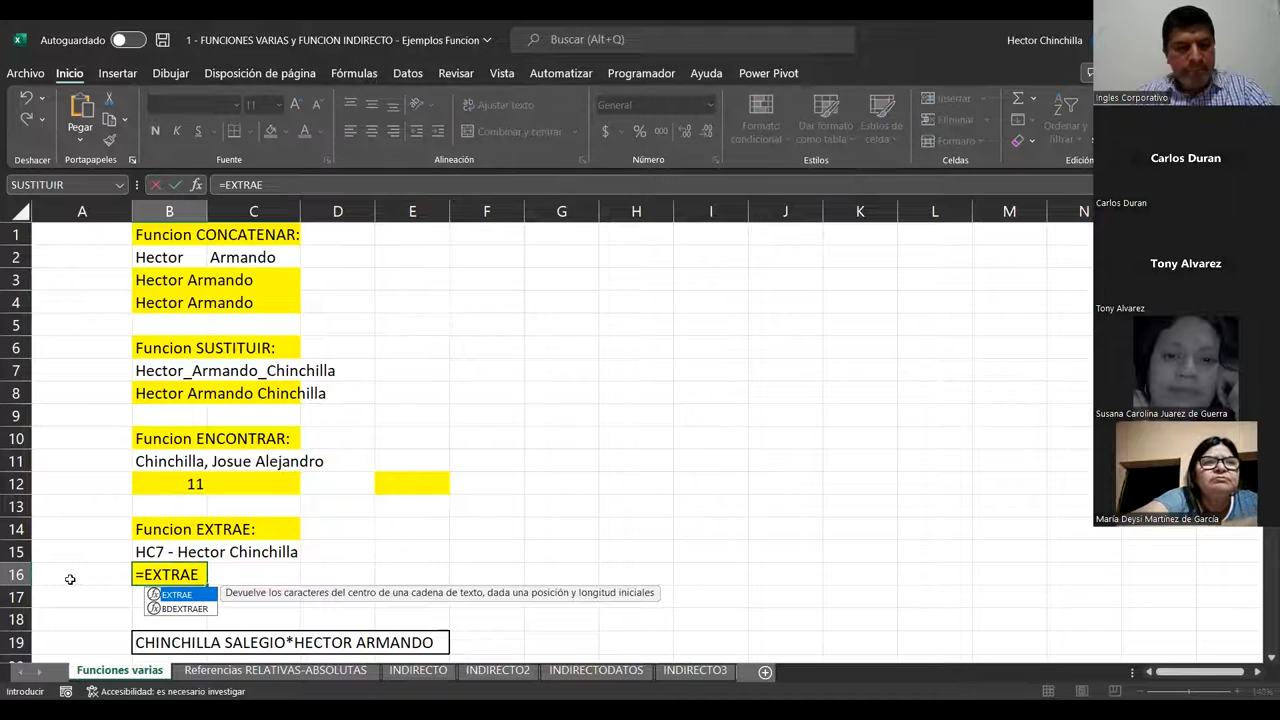 Autoguardado
1 - FUNCIONES VARIAS y FUNCION INDIRECTO - Ejemplos Funcion
Buscar (Alt+Q)
Hector Chinchilla
Archivo Inicio Insertar Dibujar Disposición de página Fórmulas Datos Revisar Vista Automatizar Programador Ayuda Power Pivot
11 A A Ajustar texto General Insertar
Pegar
N K S Combinar y centrar $ % 000 Formato condicional Dar formato como tabla Estilos de celda Eliminar Formato Ordenar y filtrar
Deshacer Portapapeles Fuente Alineación Número Estilos Celdas Edición
SUSTITUIR fx =EXTRAE
A B C D E F G H I J K L M N
1 Funcion CONCATENAR:
2 Hector Armando
3 Hector Armando
4 Hector Armando
5
6 Funcion SUSTITUIR:
7 Hector_Armando_Chinchilla
8 Hector Armando Chinchilla
9
10 Funcion ENCONTRAR:
11 Chinchilla, Josue Alejandro
12 11
13
14 Funcion EXTRAE:
15 HC7 - Hector Chinchilla
16 =EXTRAE
17 EXTRAE Devuelve los caracteres del centro de una cadena de texto, dada una posición y longitud iniciales
BDEXTRAER
18
19 CHINCHILLA SALEGIO*HECTOR ARMANDO
Funciones varias Referencias RELATIVAS-ABSOLUTAS INDIRECTO INDIRECTO2 INDIRECTODATOS INDIRECTO3
Introducir Accesibilidad: es necesario investigar 140%
Ingles Corporativo
Carlos Duran
Carlos Duran
Tony Alvarez
Tony Alvarez
Susana Carolina Juarez de Guerra
María Deysi Martínez de García